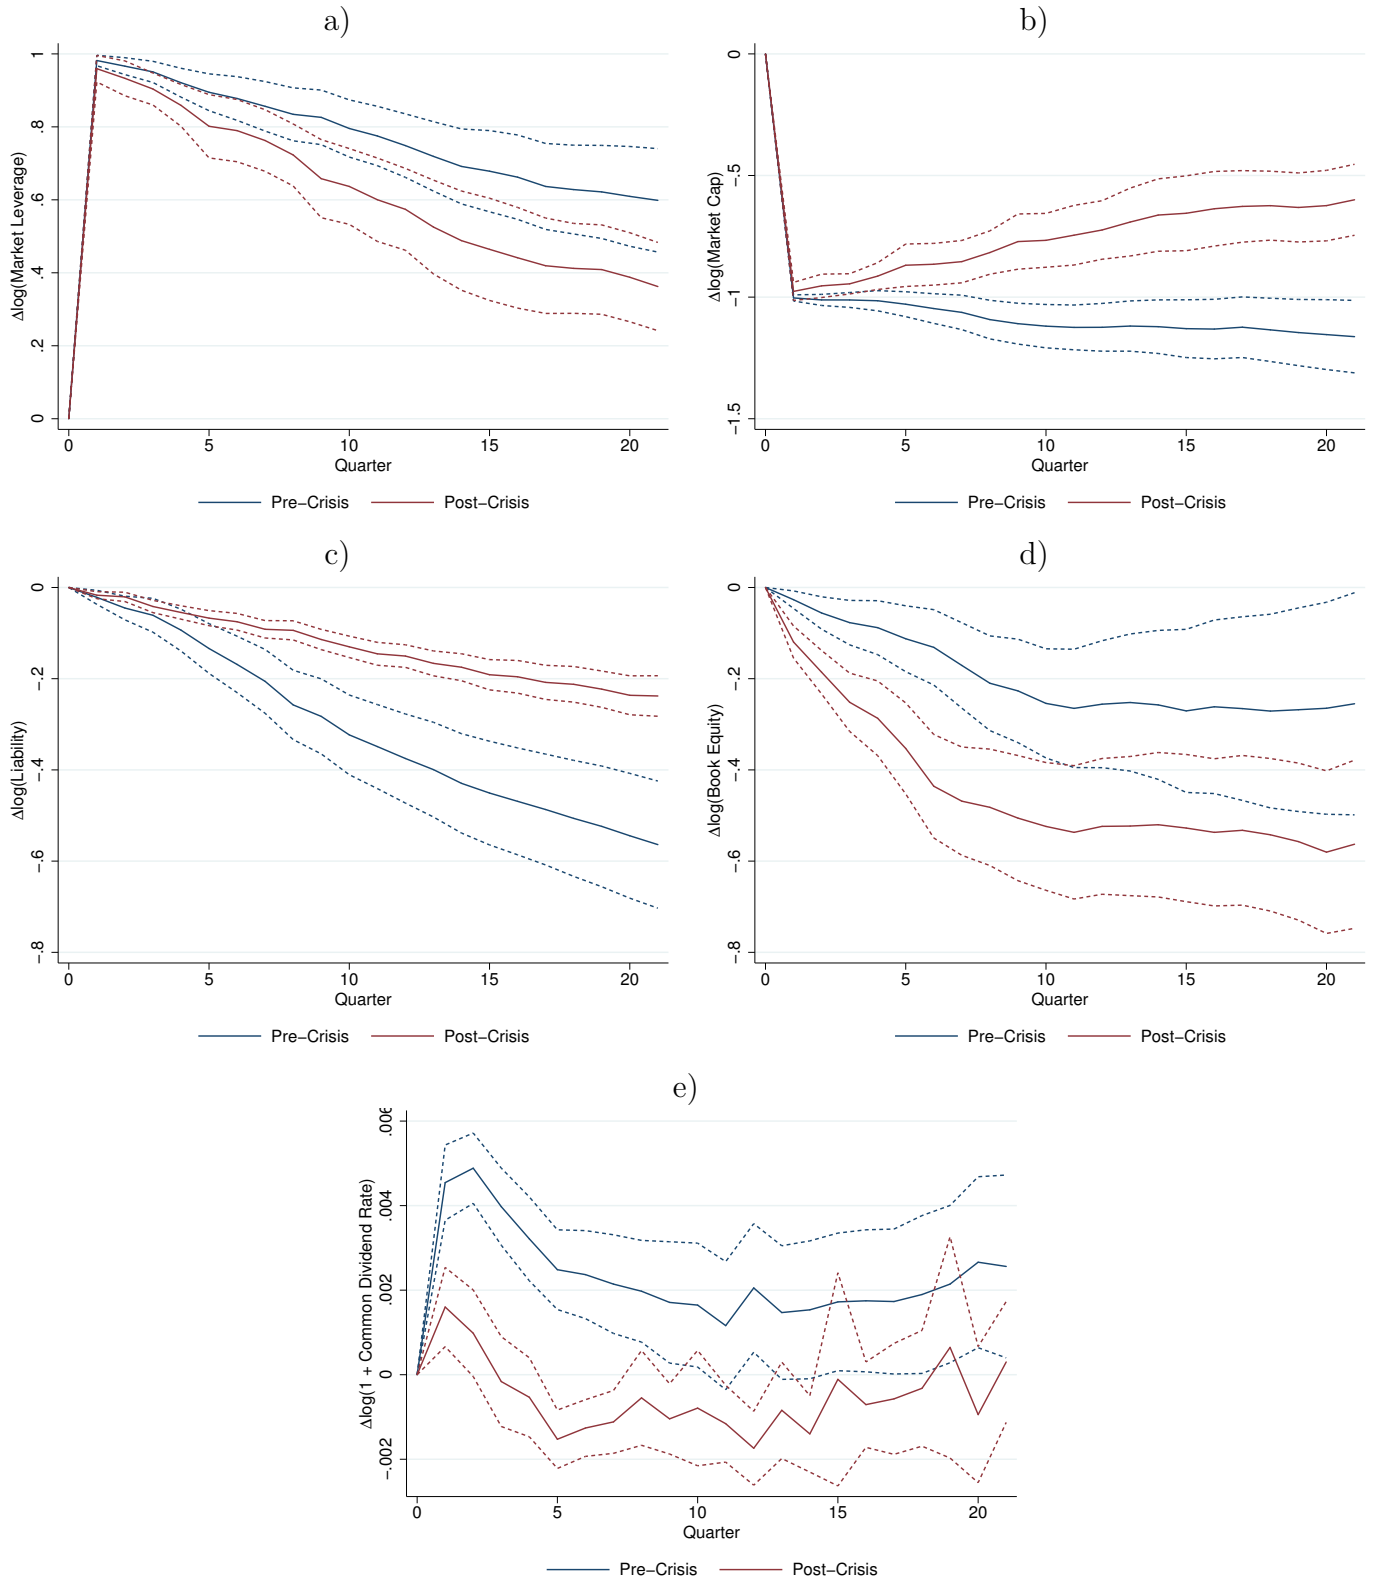 a)
Δlog(Market Leverage)
1
.8
.6
.4
.2
0
0 5 10 15 20
Quarter
Pre−Crisis Post−Crisis
b)
Δlog(Market Cap)
0
−.5
−1
−1.5
0 5 10 15 20
Quarter
Pre−Crisis Post−Crisis
c)
Δlog(Liability)
0
−.2
−.4
−.6
−.8
0 5 10 15 20
Quarter
Pre−Crisis Post−Crisis
d)
Δlog(Book Equity)
0
−.2
−.4
−.6
−.8
0 5 10 15 20
Quarter
Pre−Crisis Post−Crisis
e)
Δlog(1 + Common Dividend Rate)
.006
.004
.002
0
−.002
0 5 10 15 20
Quarter
Pre−Crisis Post−Crisis